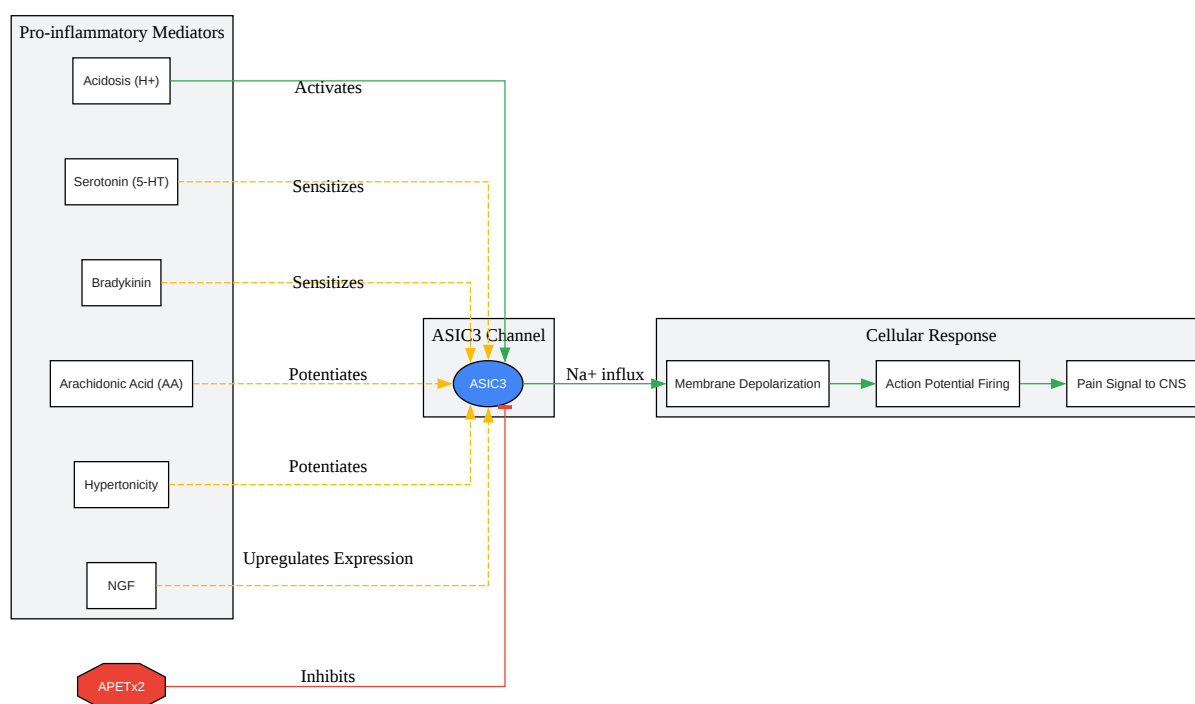 Pro-inflammatory Mediators
Acidosis (H+)
Activates
Serotonin (5-HT)
Sensitizes
Bradykinin
Sensitizes
ASIC3 Channel
Cellular Response
Arachidonic Acid (AA)
Potentiates
ASIC3
Na+ influx
Membrane Depolarization
Action Potential Firing
Pain Signal to CNS
Hypertonicity
Potentiates
NGF
Upregulates Expression
APETx2
Inhibits